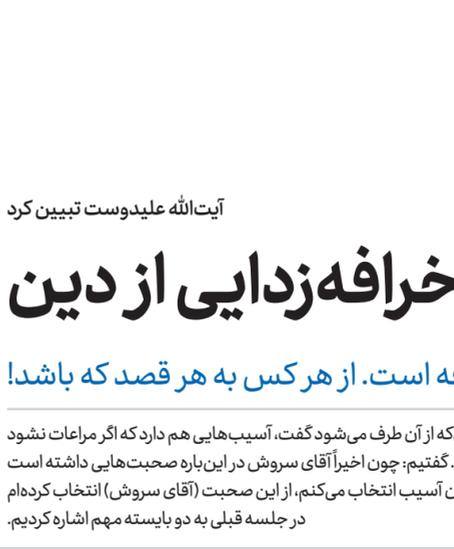 آیت‌الله علیدوست تبیین کرد
خرافه‌زدایی از دین
است. از هر کس به هر قصد که باشد!
که از آن طرف می‌شود گفت، آسیب‌هایی هم دارد که اگر مراعات نشود
گفتیم: چون اخیراً آقای سروش در این‌باره صحبت‌هایی داشته است
آسیب انتخاب می‌کنم، از این صحبت (آقای سروش) انتخاب کرده‌ام
در جلسه قبلی به دو بایسته مهم اشاره کردیم.